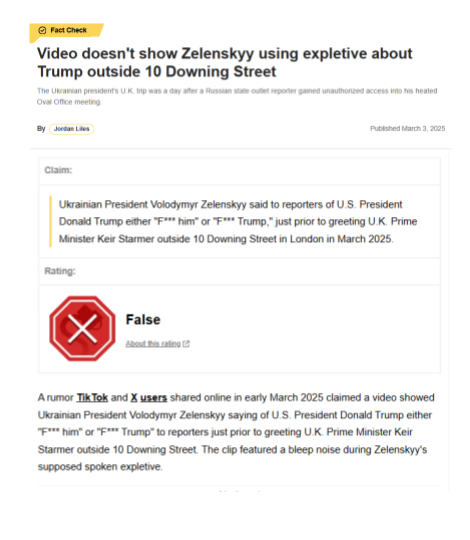 Fact Check
Video doesn't show Zelenskyy using expletive about
Trump outside 10 Downing Street
The Ukrainian president's U.K. trip was a day after a Russian state outlet reporter gained unauthorized access into his heated
Oval Office meeting
By Jordan Liles Published March 3, 2025
Claim:
Ukrainian President Volodymyr Zelenskyy said to reporters of U.S. President
Donald Trump either "F*** him" or "F*** Trump," just prior to greeting U.K. Prime
Minister Keir Starmer outside 10 Downing Street in London in March 2025.
Rating:
False
About this rating
A rumor TikTok and X users shared online in early March 2025 claimed a video showed
Ukrainian President Volodymyr Zelenskyy saying of U.S. President Donald Trump either
"F*** him" or "F*** Trump" to reporters just prior to greeting U.K. Prime Minister Keir
Starmer outside 10 Downing Street. The clip featured a bleep noise during Zelenskyy's
supposed spoken expletive.